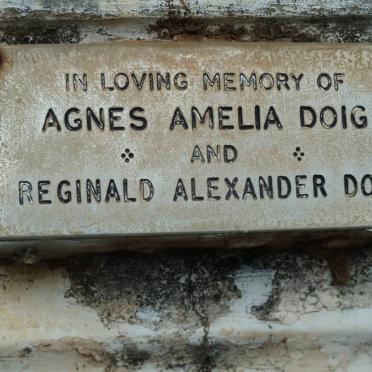 IN LOVING MEMORY OF
AGNES AMELIA DOIG
AND
REGINALD ALEXANDER DO